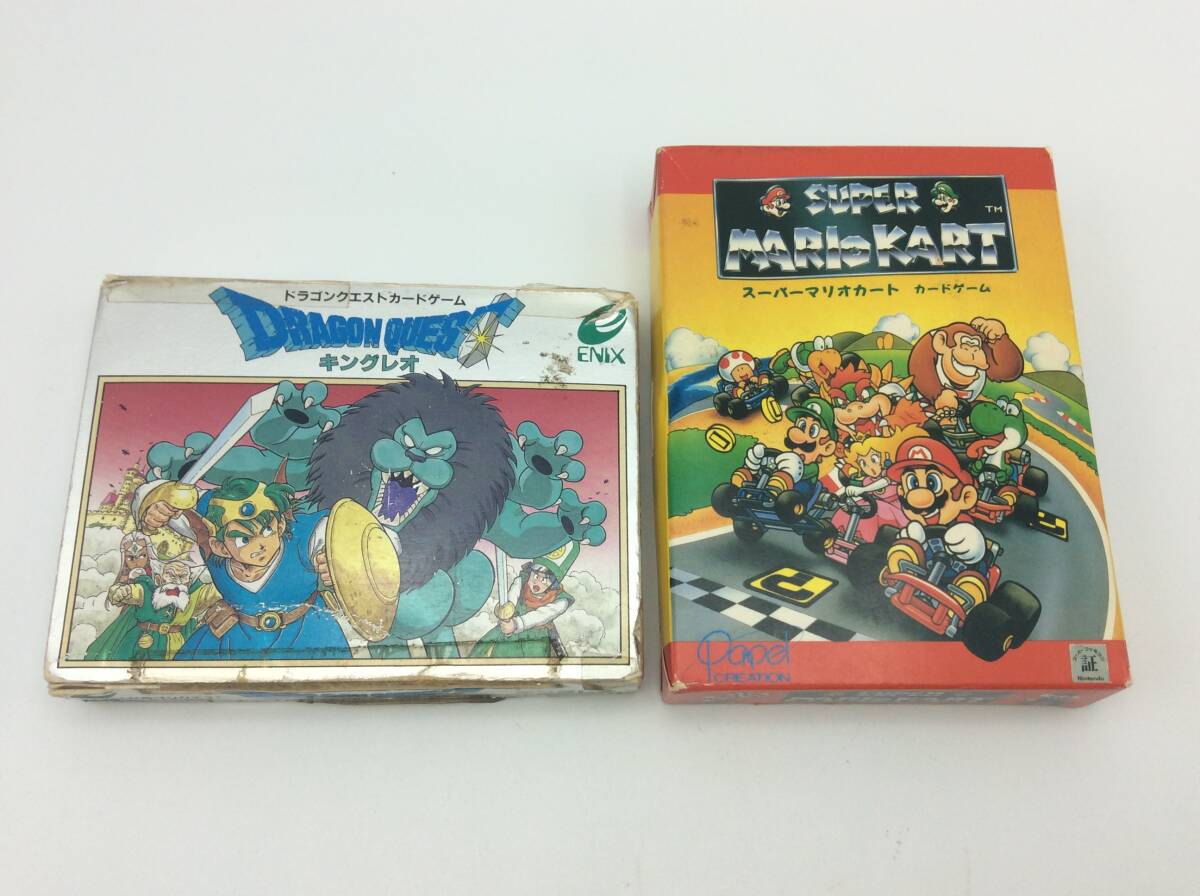 ドラゴンクエストカードゲーム
DRAGON QUEST
キングレオ
ENIX
SUPER
MARIO KART
TM
スーパーマリオカート カードゲーム
Papel
CREATION
証
Nintendo
MARIO KART